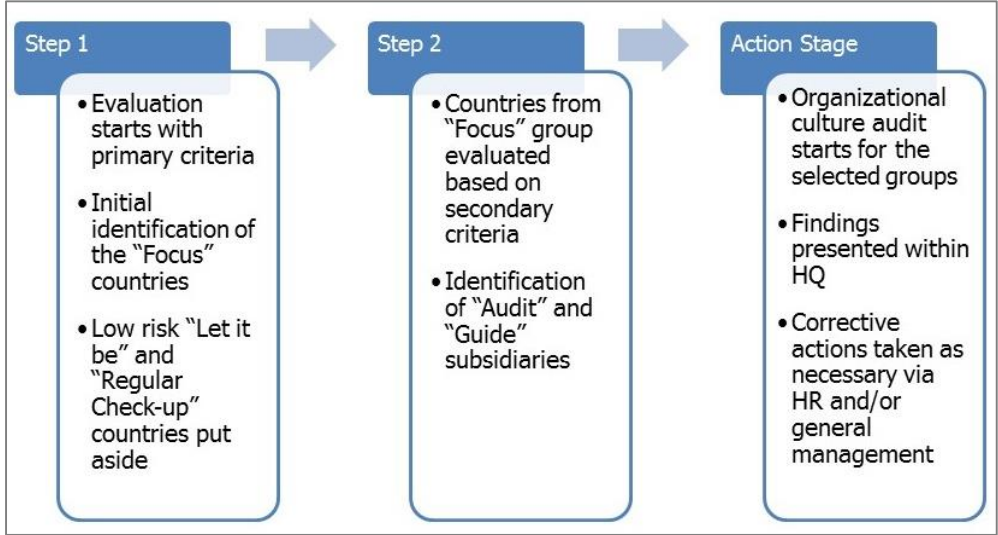 Step 1
• Evaluation
starts with
primary criteria
• Initial
identification of
the “Focus”
countries
• Low risk “Let it
be” and
“Regular
Check-up”
countries put
aside
Step 2
• Countries from
“Focus” group
evaluated
based on
secondary
criteria
• Identification
of “Audit” and
“Guide”
subsidiaries
Action Stage
• Organizational
culture audit
starts for the
selected groups
• Findings
presented within
HQ
• Corrective
actions taken as
necessary via
HR and/or
general
management